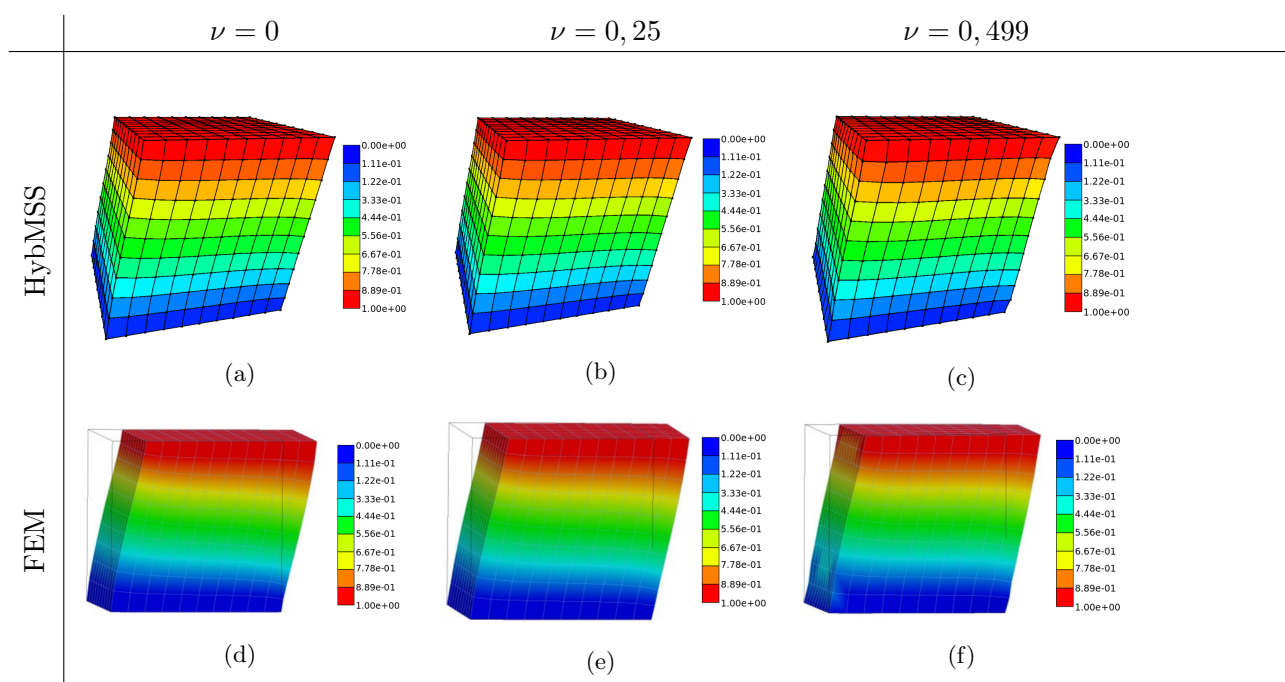 ν = 0
ν = 0, 25
ν = 0, 499
HybMSS
0.00e+00
1.11e-01
1.22e-01
4.44e-01
4.44e-01
5.56e-01
6.67e-01
7.78e-01
8.89e-01
1.00e+00
0.00e+00
1.11e-01
1.22e-01
4.44e-01
4.44e-01
5.56e-01
6.67e-01
7.78e-01
8.89e-01
1.00e+00
0.00e+00
1.11e-01
1.22e-01
4.44e-01
4.44e-01
5.56e-01
6.67e-01
7.78e-01
8.89e-01
1.00e+00
(a)
(b)
(c)
FEM
0.00e+00
1.11e-01
1.22e-01
3.33e-01
4.44e-01
5.56e-01
6.67e-01
7.78e-01
8.89e-01
1.00e+00
0.00e+00
1.11e-01
1.22e-01
3.33e-01
4.44e-01
5.56e-01
6.67e-01
7.78e-01
8.89e-01
1.00e+00
0.00e+00
1.11e-01
1.22e-01
3.33e-01
4.44e-01
5.56e-01
6.67e-01
7.78e-01
8.89e-01
1.00e+00
(d)
(e)
(f)